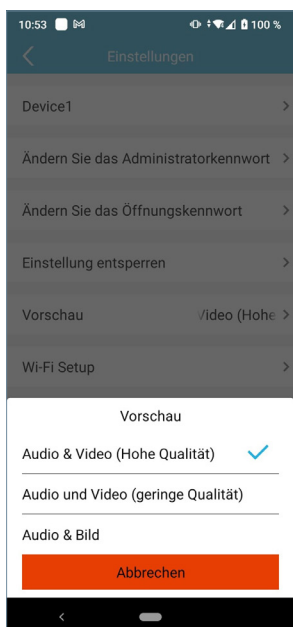 10:53 100 %
Einstellungen
Device1
Ändern Sie das Administratorkennwort
Ändern Sie das Öffnungskennwort
Einstellung entsperren
Vorschau Video (Hohe
Wi-Fi Setup
Vorschau
Audio & Video (Hohe Qualität)
Audio und Video (geringe Qualität)
Audio & Bild
Abbrechen